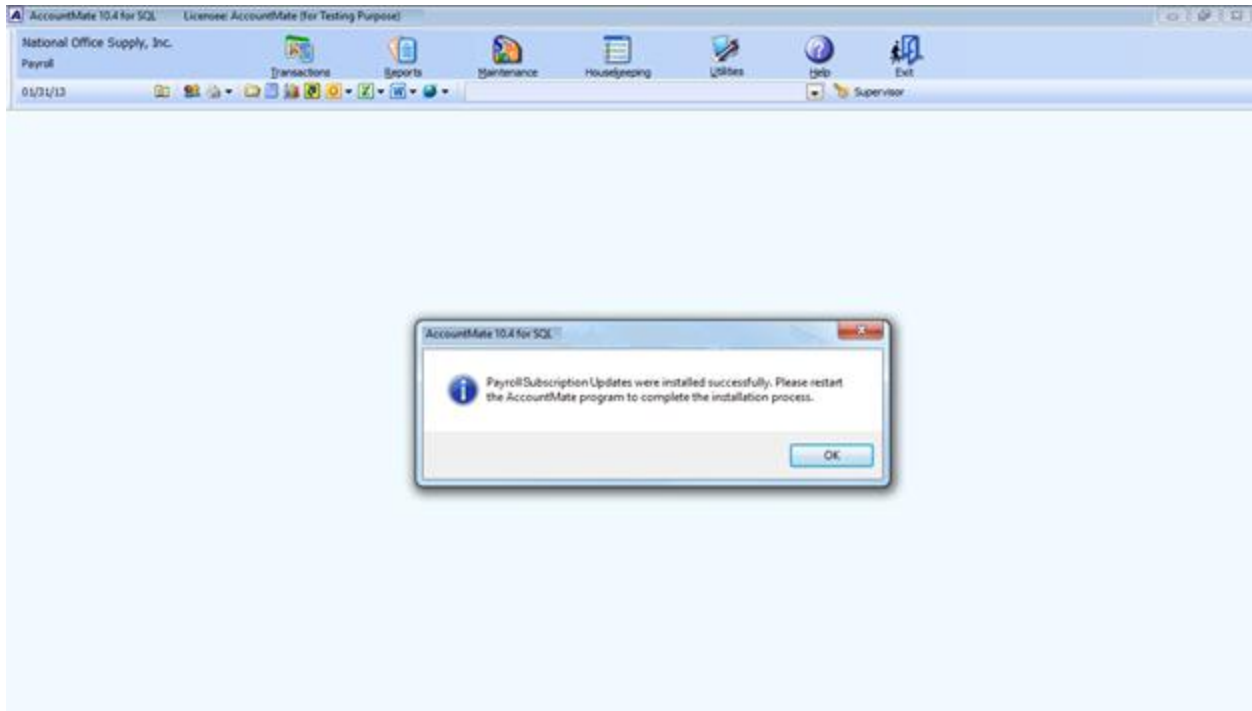 AccountMate 10.4 for SQL Licensee: AccountMate (for Testing Purpose)
National Office Supply, Inc.
Payroll
Transactions Reports Maintenance Housekeeping Utilities Help Exit
01/31/13 Supervisor
AccountMate 10.4 for SQL
Payroll Subscription Updates were installed successfully. Please restart
the AccountMate program to complete the installation process.
OK